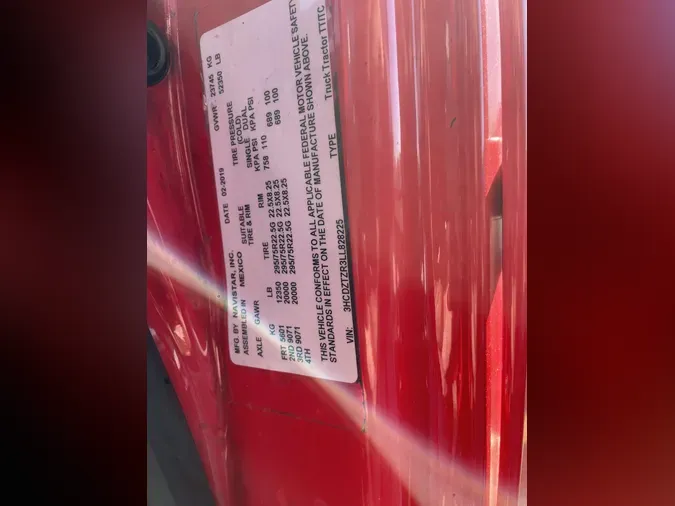 MFG. BY NAVISTAR, INC. DATE 02-2019 GVWR 23745 KG
ASSEMBLED IN MEXICO 52350 LB
SUITABLE TIRE & RIM TIRE PRESSURE (COLD)
SINGLE DUAL
AXLE GAWR TIRE RIM KPA PSI KPA PSI
KG LB
FRT 5601 12350 295/75R22.5G 22.5X8.25 758 110
2ND 9071 20000 295/75R22.5G 22.5X8.25 689 100
3RD 9071 20000 295/75R22.5G 22.5X8.25 689 100
4TH
THIS VEHICLE CONFORMS TO ALL APPLICABLE FEDERAL MOTOR VEHICLE SAFETY
STANDARDS IN EFFECT ON THE DATE OF MANUFACTURE SHOWN ABOVE.
VIN: 3HCDZTZR3LL828225 TYPE Truck Tractor TT/TC